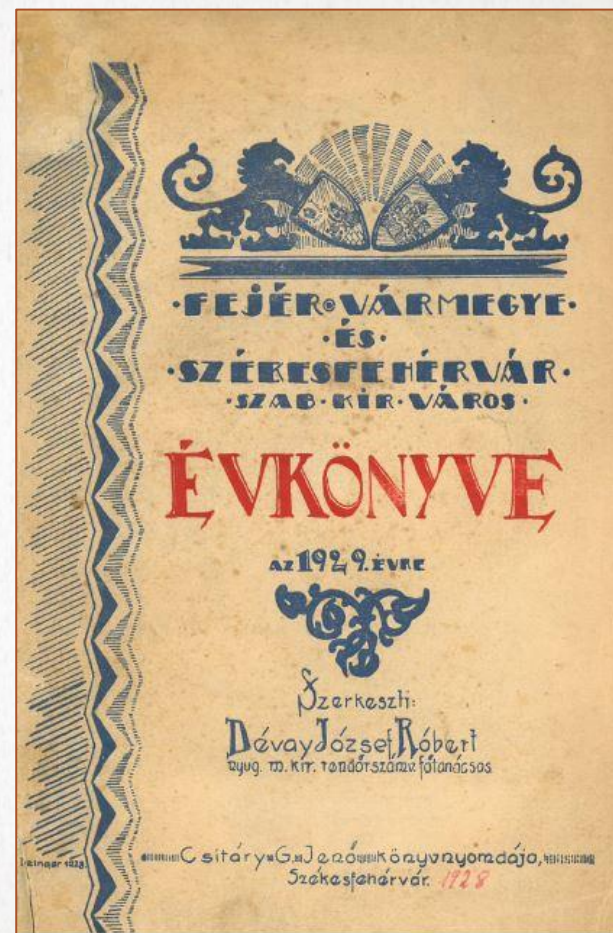 ·FEJÉR·VÁRMEGYE·
·ÉS·
·SZÉKESFEHÉRVÁR·
·SZAB·KIR·VÁROS·
ÉVKÖNYVE
AZ 1929. ÉVRE
Szerkeszti:
Dévay József Róbert
nyug. m. kir. rendőrszámv. főtanácsos
Csitáry G. Jenő könyvnyomdája,
Székesfehérvár. 1928
1928.